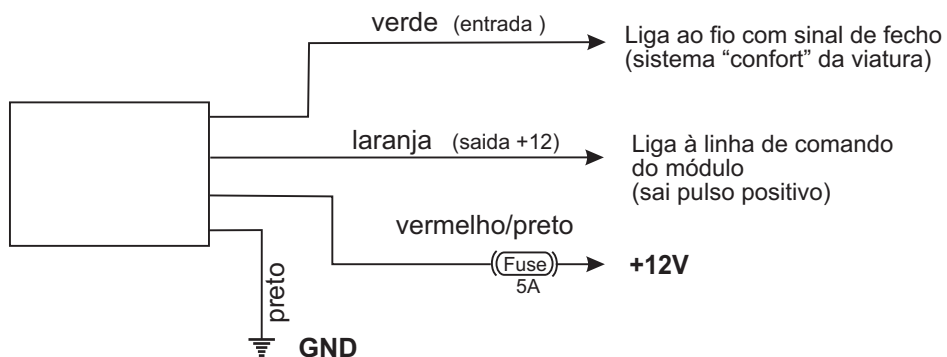 verde (entrada )
Liga ao fio com sinal de fecho
(sistema “confort” da viatura)
laranja (saida +12)
Liga à linha de comando
do módulo
(sai pulso positivo)
vermelho/preto
Fuse
5A
+12V
preto
GND